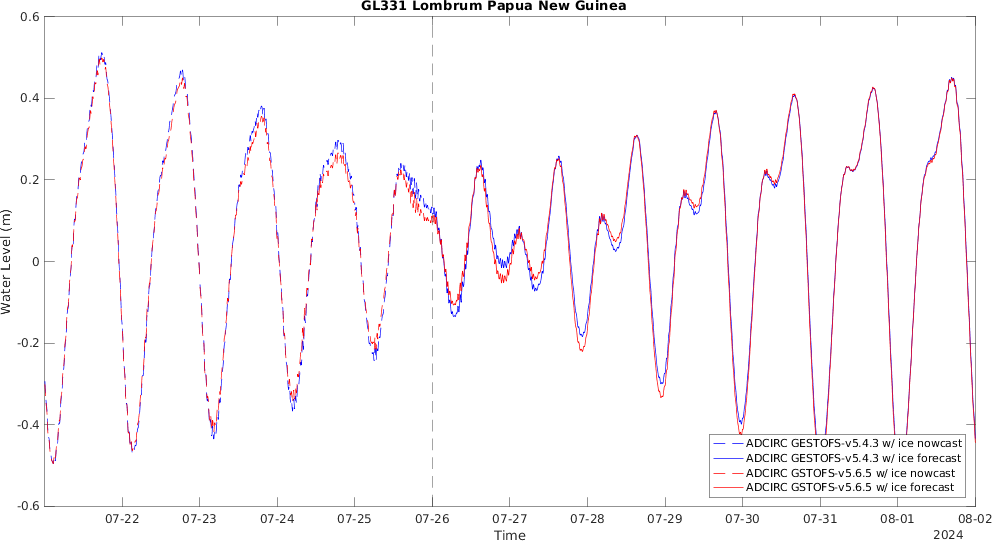 GL331 Lombrum Papua New Guinea
0.6
0.4
0.2
0
-0.2
-0.4
-0.6
Water Level (m)
07-22 07-23 07-24 07-25 07-26 07-27 07-28 07-29 07-30 07-31 08-01 08-02
Time
2024
ADCIRC GESTOFS-v5.4.3 w/ ice nowcast
ADCIRC GESTOFS-v5.4.3 w/ ice forecast
ADCIRC GSTOFS-v5.6.5 w/ ice nowcast
ADCIRC GSTOFS-v5.6.5 w/ ice forecast